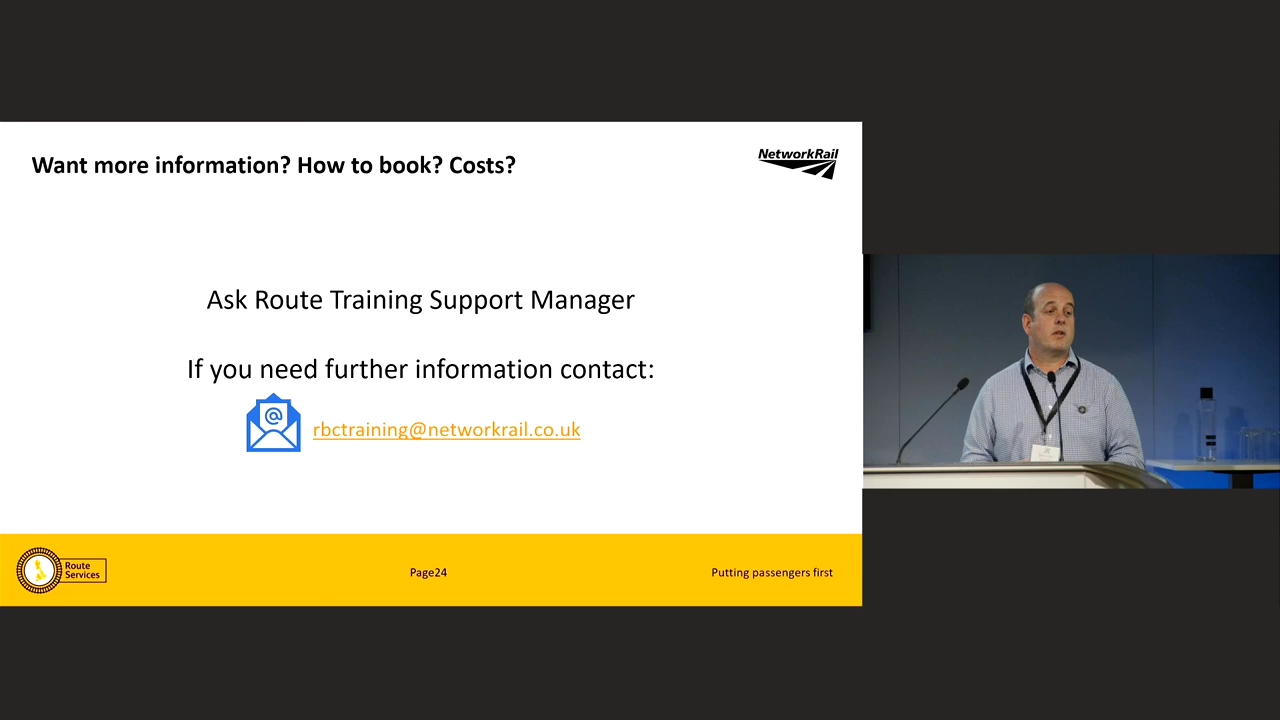 Want more information? How to book? Costs?
NetworkRail
Ask Route Training Support Manager
If you need further information contact:
@
rbctraining@networkrail.co.uk
Route
Services
Page24
Putting passengers first